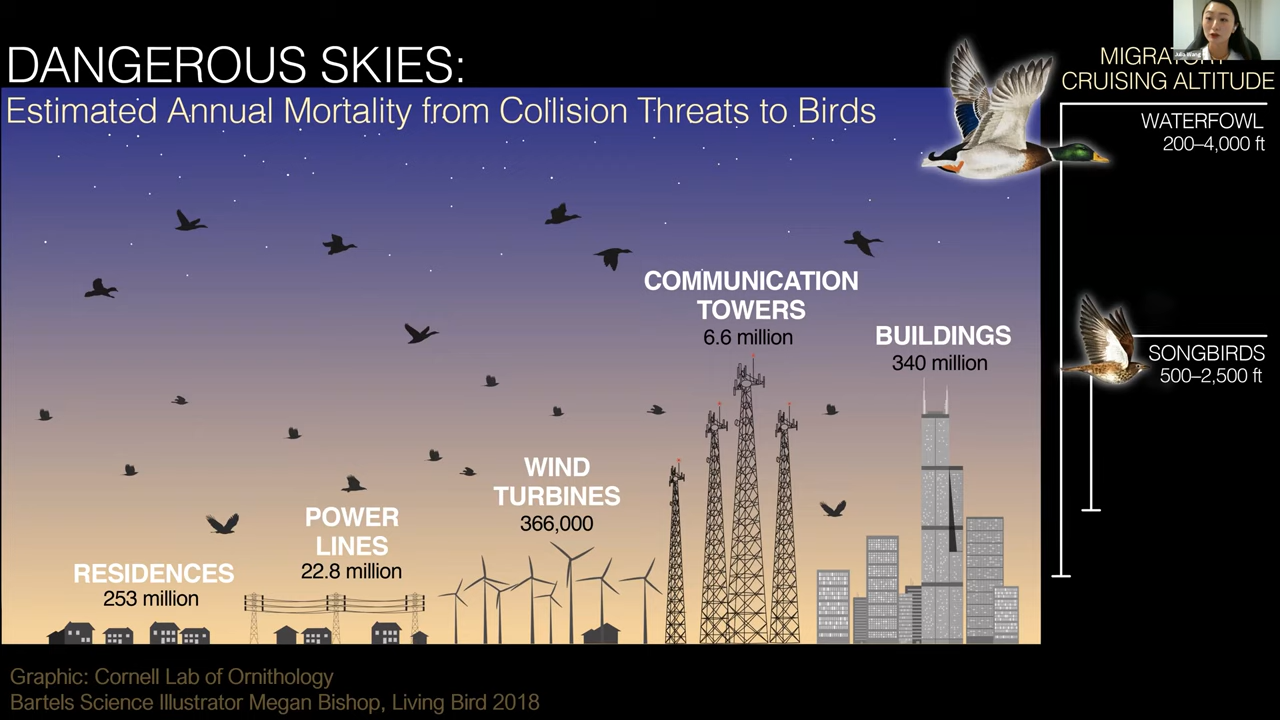 DANGEROUS SKIES:
Estimated Annual Mortality from Collision Threats to Birds
Julia Wang
MIGRATORY
CRUISING ALTITUDE
WATERFOWL
200–4,000 ft
SONGBIRDS
500–2,500 ft
COMMUNICATION
TOWERS
6.6 million
BUILDINGS
340 million
WIND
TURBINES
366,000
POWER
LINES
22.8 million
RESIDENCES
253 million
Graphic: Cornell Lab of Ornithology
Bartels Science Illustrator Megan Bishop, Living Bird 2018